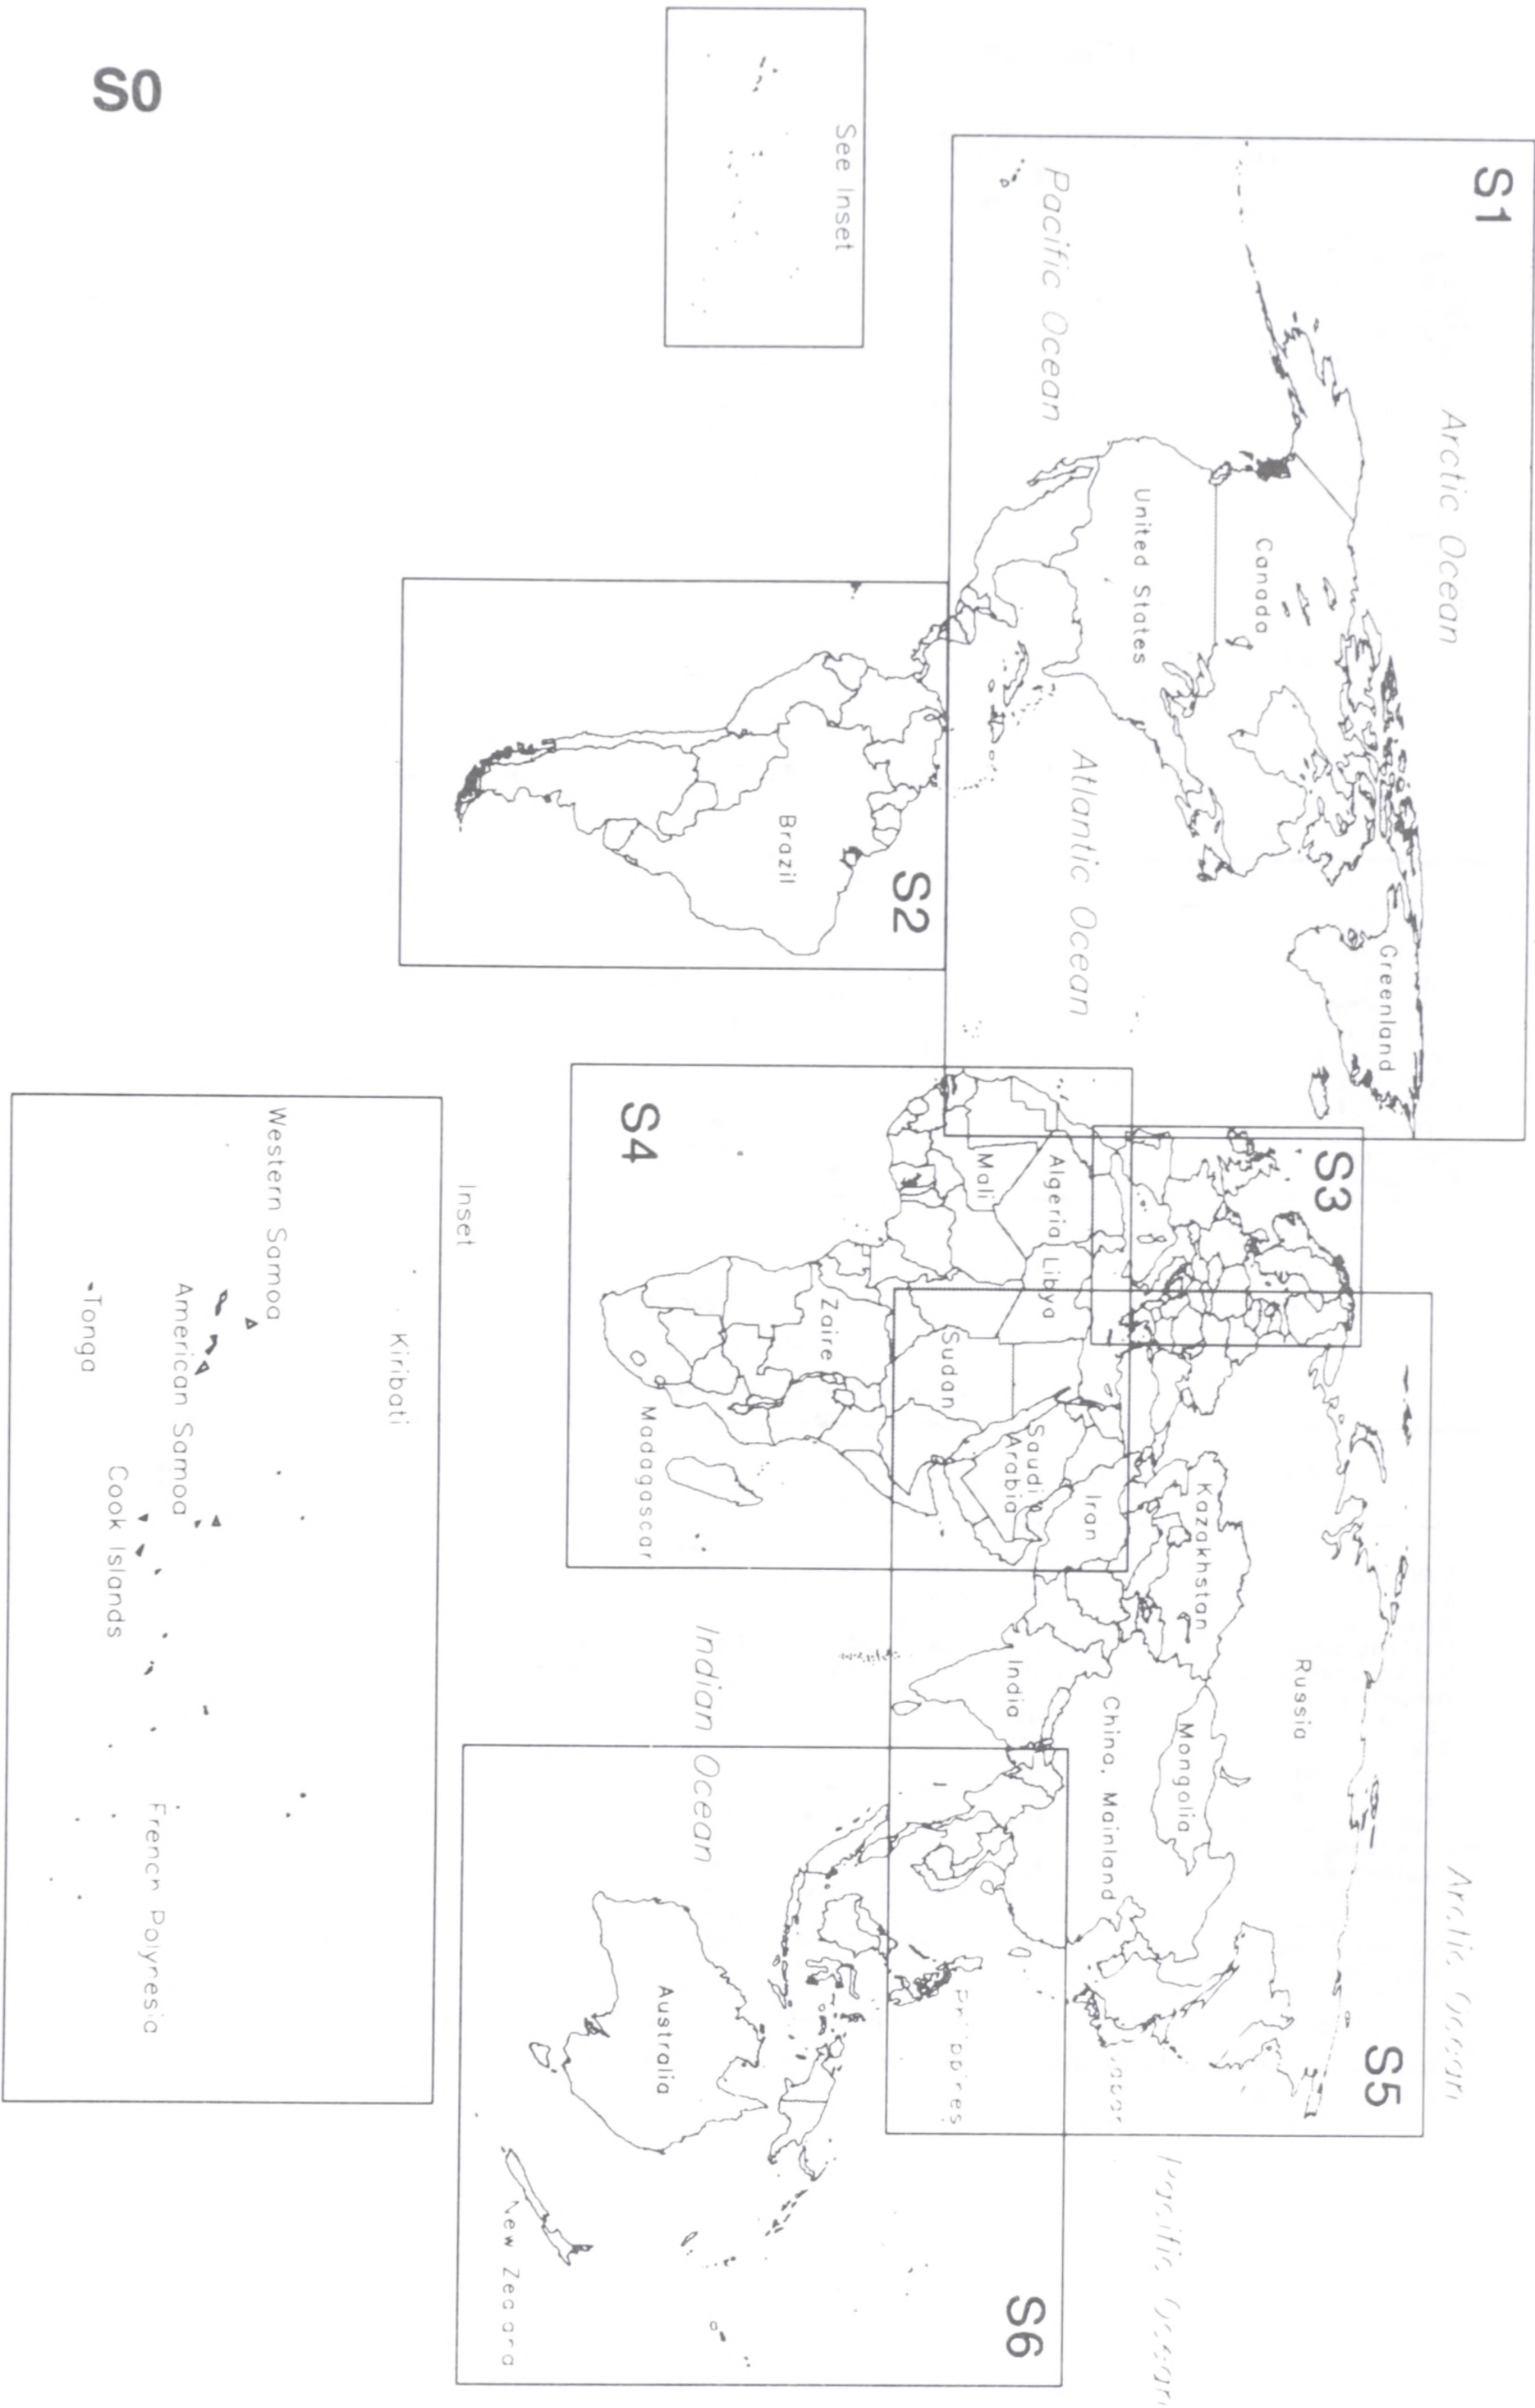 S0
S1
Arctic Ocean
Greenland
Canada
United States
Pacific Ocean
Atlantic Ocean
See Inset
S2
Brazil
S3
S4
Algeria
Libya
Mali
Sudan
Saudi
Arabia
Iran
Zaire
Madagascar
S5
Arctic Ocean
Russia
Kazakhstan
Mongolia
China, Mainland
India
Indian Ocean
Pacific Ocean
S6
Australia
Inset
Kiribati
Western Samoa
American Samoa
Tonga
Cook Islands
French Polynesia